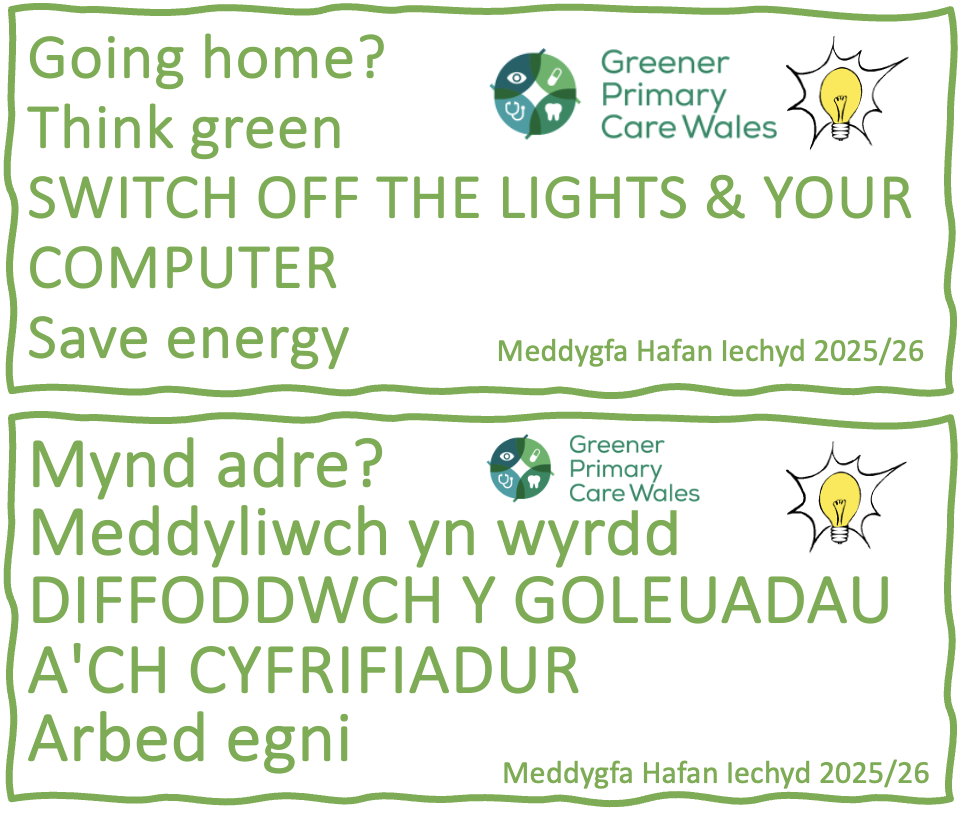 Going home?
Greener
Primary
Care Wales
Think green
SWITCH OFF THE LIGHTS & YOUR
COMPUTER
Save energy
Meddygfa Hafan Iechyd 2025/26
Mynd adre?
Greener
Primary
Care Wales
Meddyliwch yn wyrdd
DIFFODDWCH Y GOLEUADAU
A'CH CYFRIFIADUR
Arbed egni
Meddygfa Hafan Iechyd 2025/26